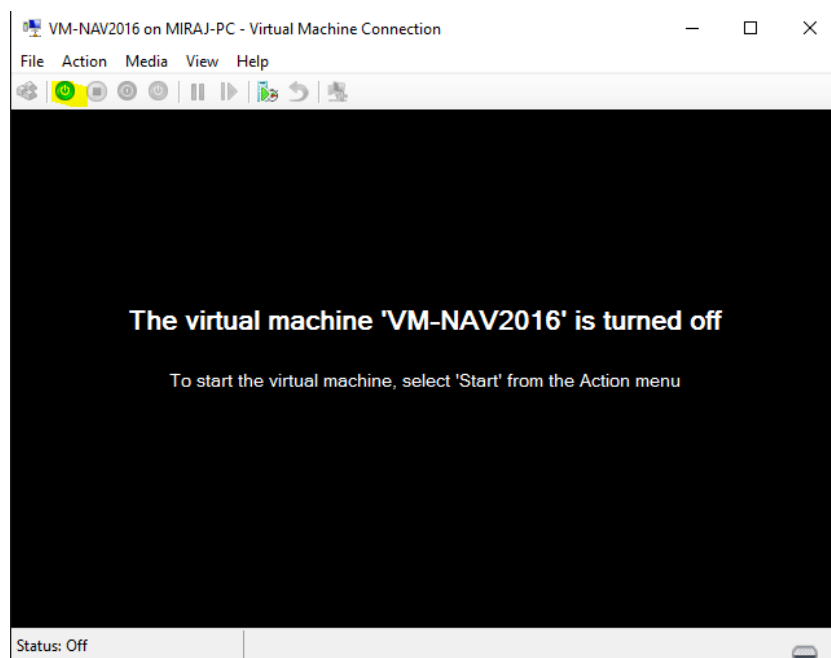 VM-NAV2016 on MIRAJ-PC - Virtual Machine Connection
File Action Media View Help
The virtual machine 'VM-NAV2016' is turned off
To start the virtual machine, select 'Start' from the Action menu
Status: Off